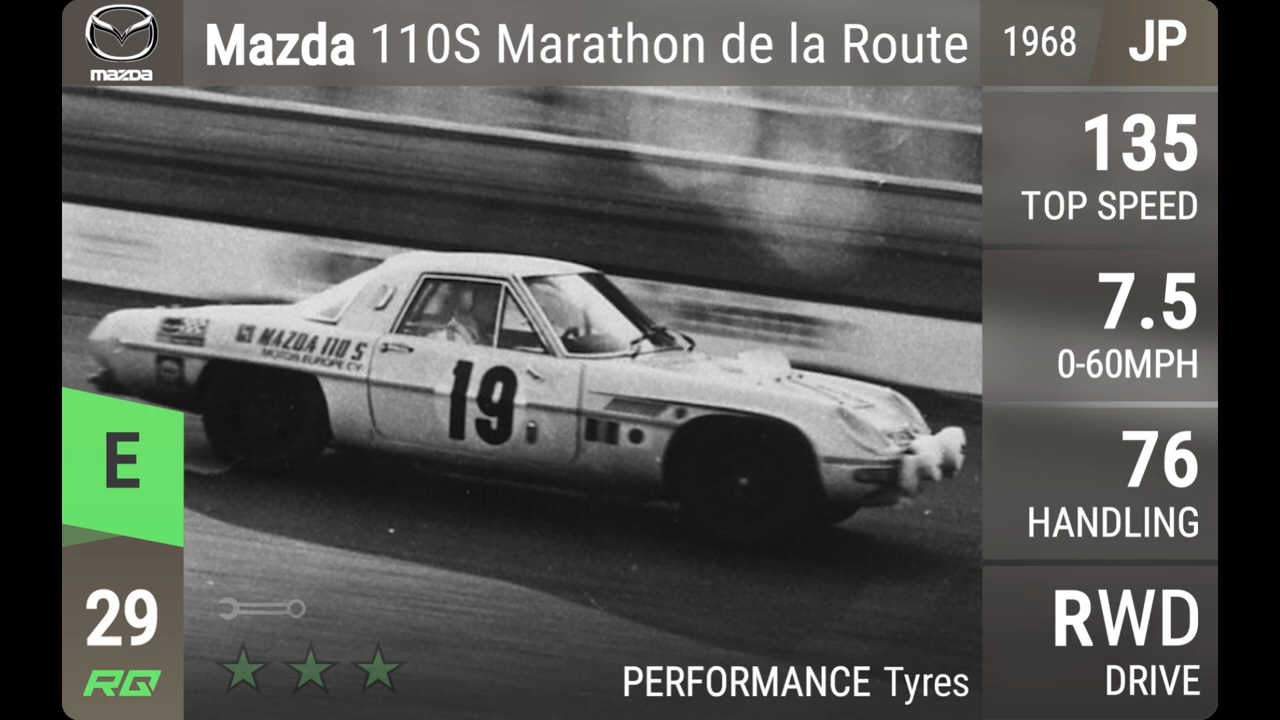 mazda
Mazda 110S Marathon de la Route
1968
JP
135
TOP SPEED
7.5
0-60MPH
76
HANDLING
RWD
DRIVE
MAZDA 110 S
19
E
29
RQ
PERFORMANCE Tyres